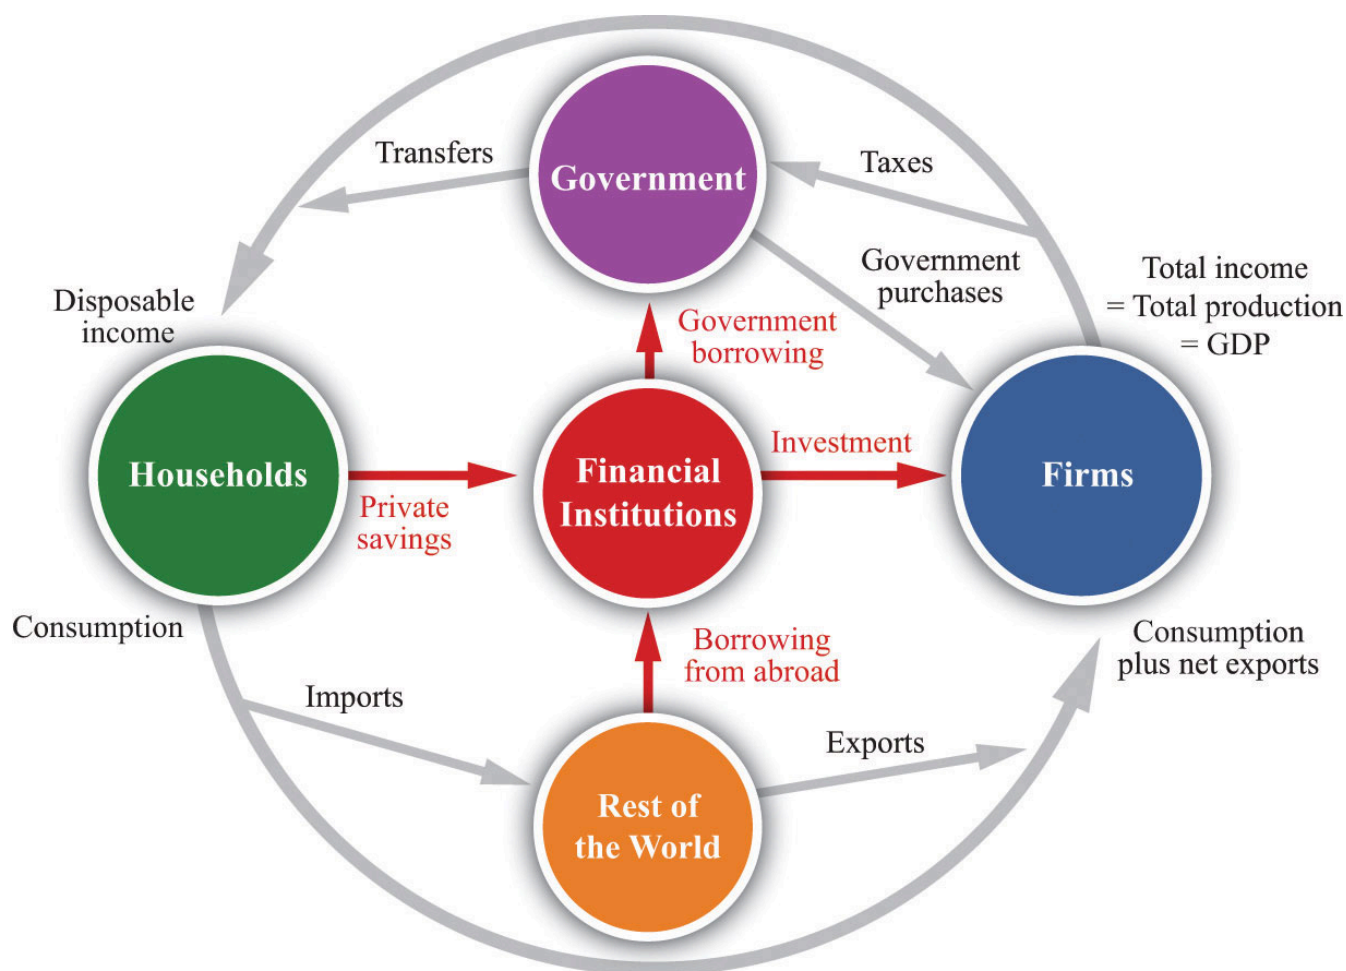 Transfers
Taxes
Government
Government
purchases
Total income
= Total production
= GDP
Disposable
income
Government
borrowing
Households
Private
savings
Financial
Institutions
Investment
Firms
Consumption
Borrowing
from abroad
Consumption
plus net exports
Imports
Exports
Rest of
the World